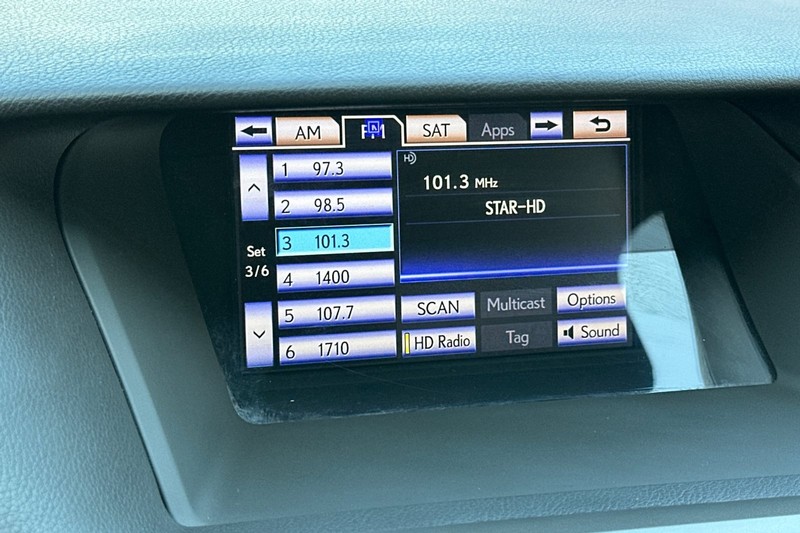 AM FM SAT Apps
1 97.3
2 98.5
3 101.3
4 1400
5 107.7
6 1710
Set
3/6
HD
101.3 MHz
STAR-HD
SCAN Multicast Options
HD Radio Tag Sound